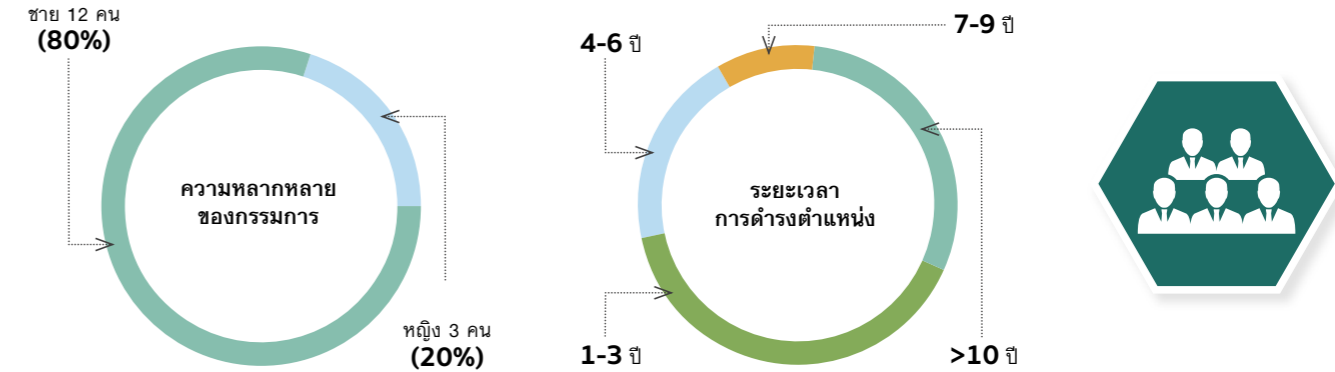 ชาย 12 คน
(80%)
ความหลากหลาย
ของกรรมการ
หญิง 3 คน
(20%)
7-9 ปี
4-6 ปี
ระยะเวลา
การดำรงตำแหน่ง
1-3 ปี
>10 ปี